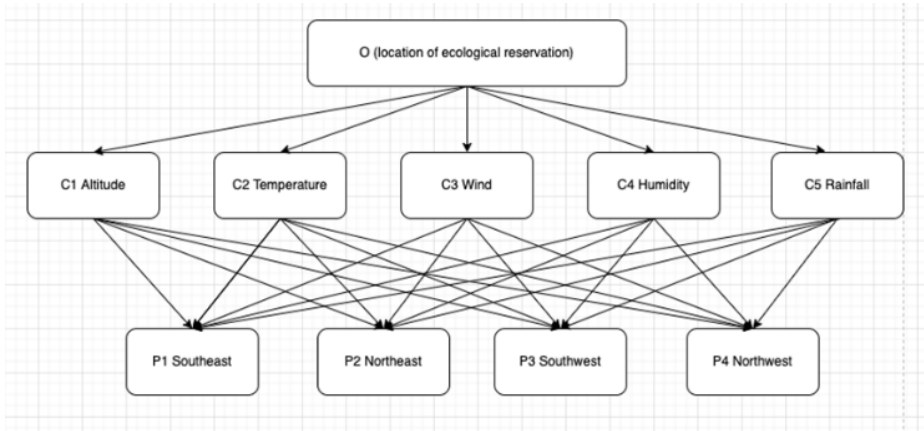 O (location of ecological reservation)
C1 Altitude
C2 Temperature
C3 Wind
C4 Humidity
C5 Rainfall
P1 Southeast
P2 Northeast
P3 Southwest
P4 Northwest